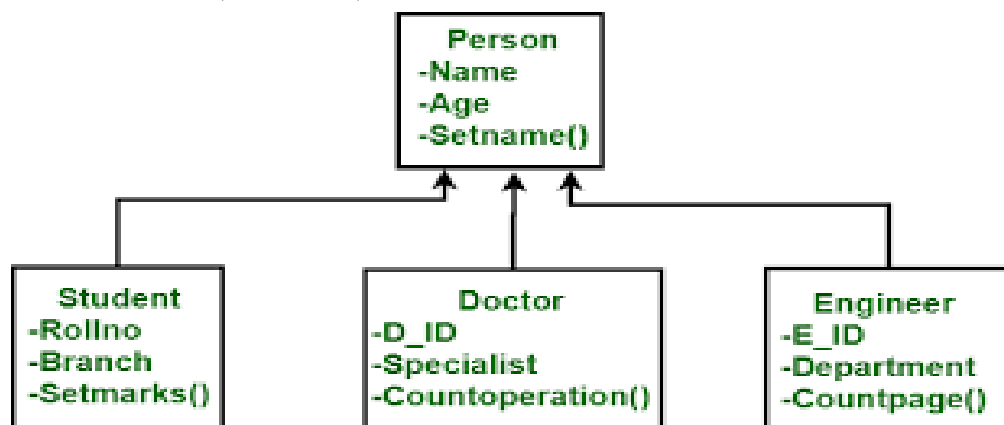 Person
-Name
-Age
-Setname()
Student
-Rollno
-Branch
-Setmarks()
Doctor
-D_ID
-Specialist
-Countoperation()
Engineer
-E_ID
-Department
-Countpage()